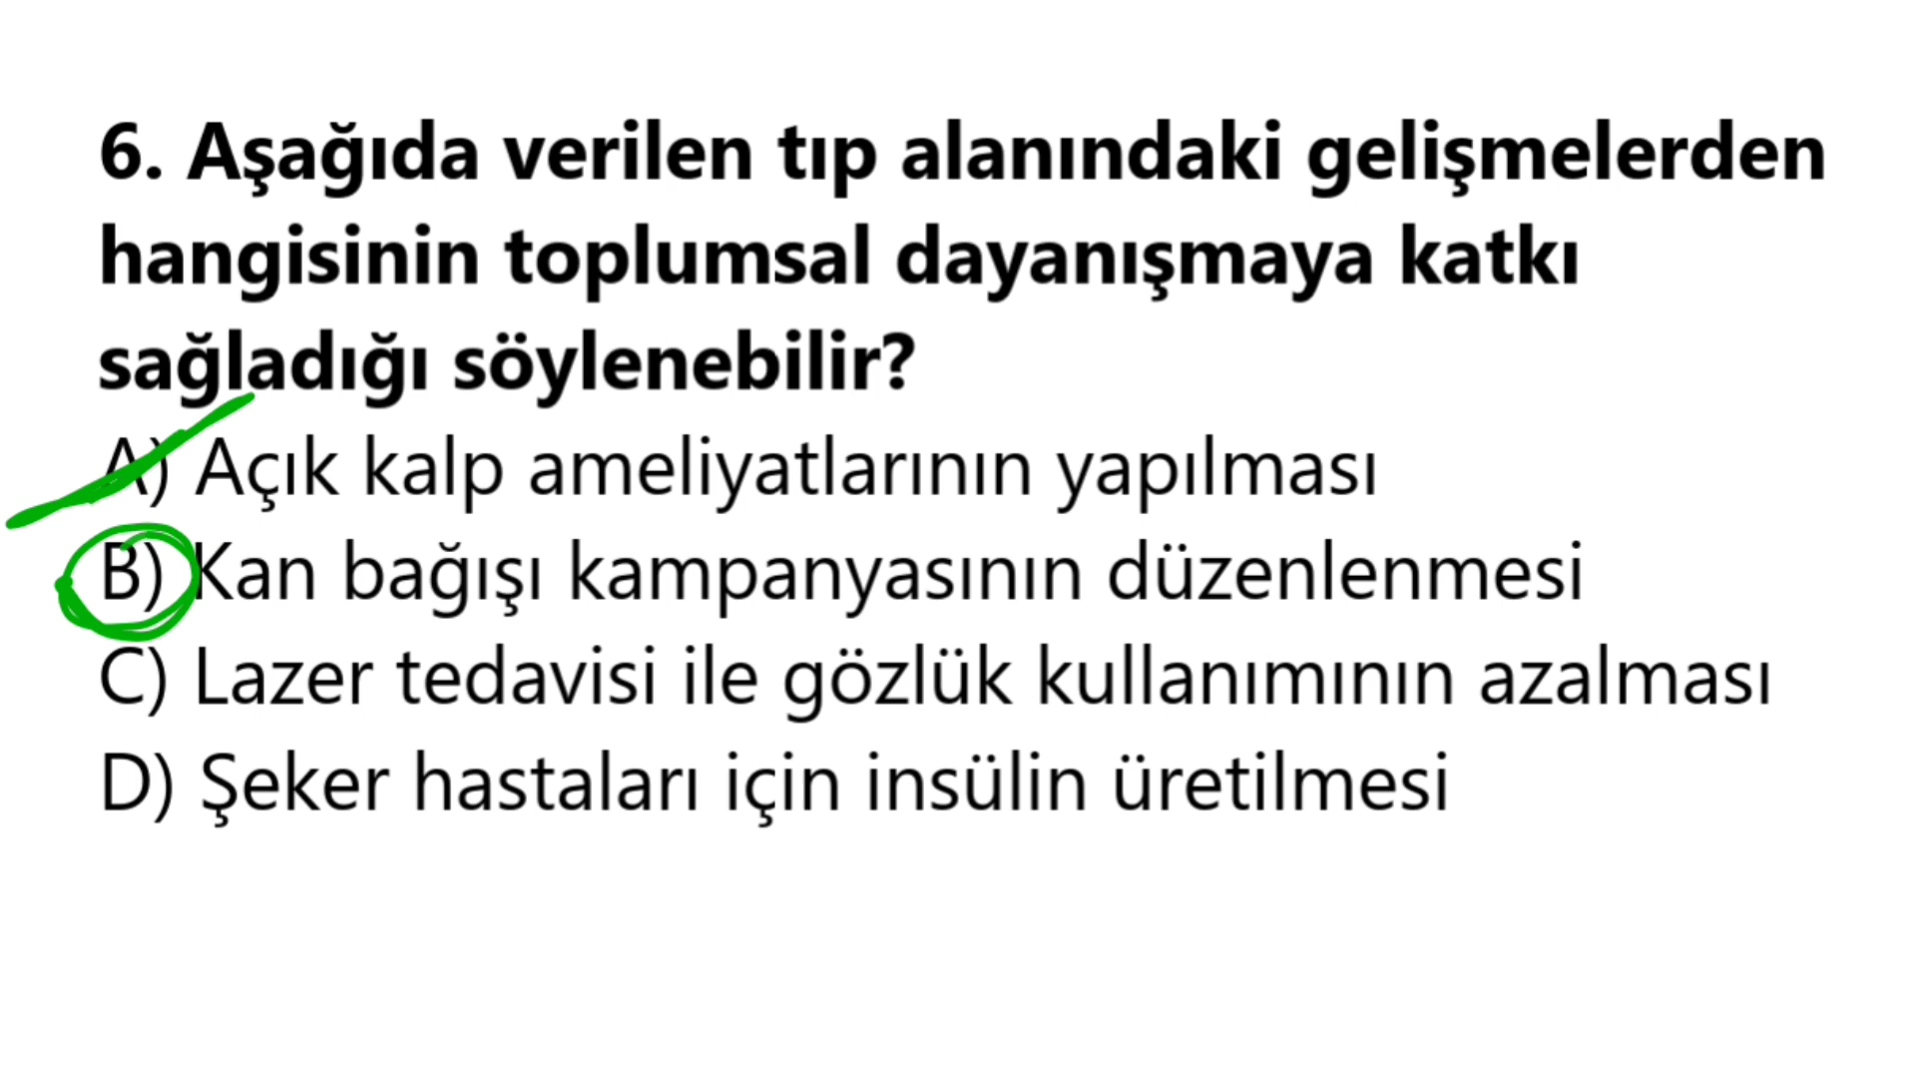 6. Aşağıda verilen tıp alanındaki gelişmelerden
hangisinin toplumsal dayanışmaya katkı
sağladığı söylenebilir?
A) Açık kalp ameliyatlarının yapılması
B) Kan bağışı kampanyasının düzenlenmesi
C) Lazer tedavisi ile gözlük kullanımının azalması
D) Şeker hastaları için insülin üretilmesi